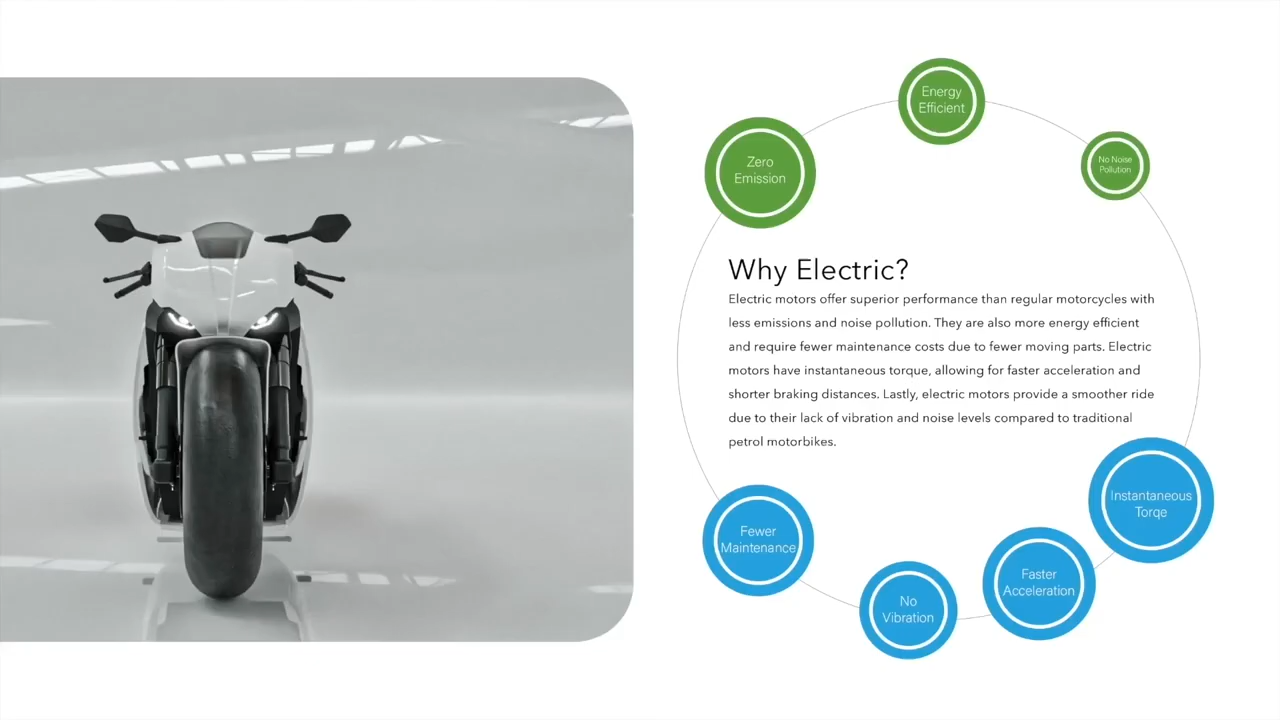 Energy
Efficient
Zero
Emission
No Noise
Pollution
Why Electric?
Electric motors offer superior performance than regular motorcycles with
less emissions and noise pollution. They are also more energy efficient
and require fewer maintenance costs due to fewer moving parts. Electric
motors have instantaneous torque, allowing for faster acceleration and
shorter braking distances. Lastly, electric motors provide a smoother ride
due to their lack of vibration and noise levels compared to traditional
petrol motorbikes.
Instantaneous
Torqe
Fewer
Maintenance
Faster
Acceleration
No
Vibration